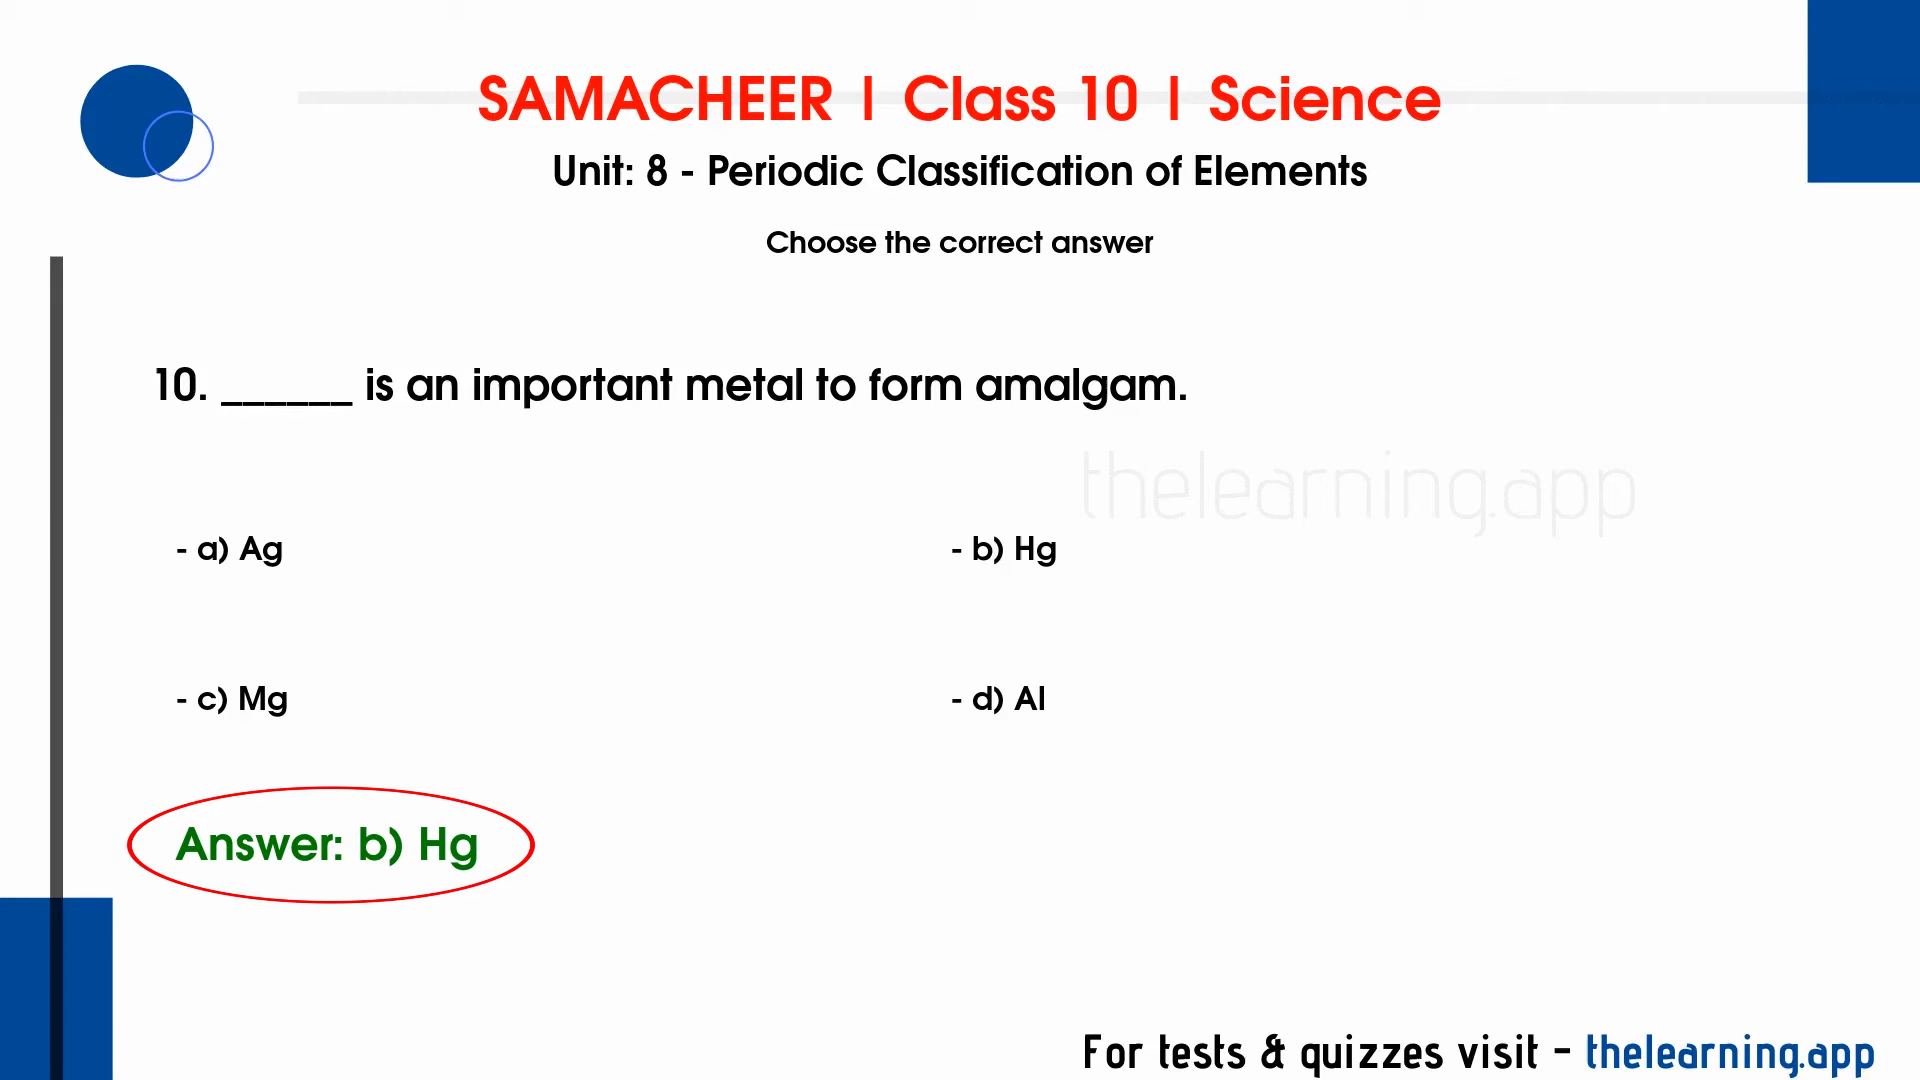 SAMACHEER | Class 10 | Science
Unit: 8 - Periodic Classification of Elements
Choose the correct answer
10. ______ is an important metal to form amalgam.
thelearning.app
- a) Ag
- b) Hg
- c) Mg
- d) Al
Answer: b) Hg
For tests & quizzes visit - thelearning.app